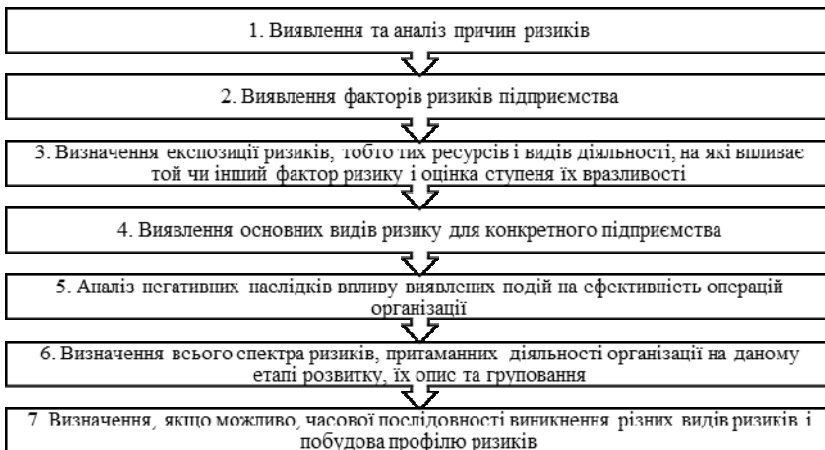 1. Виявлення та аналіз причин ризиків
2. Виявлення факторів ризиків підприємства
3. Визначення експозиції ризиків, тобто тих ресурсів і видів діяльності, на які впливає
той чи інший фактор ризику і оцінка ступеня їх вразливості
4. Виявлення основних видів ризику для конкретного підприємства
5. Аналіз негативних наслідків впливу виявлених подій на ефективність операцій
організації
6. Визначення всього спектра ризиків, притаманних діяльності організації на даному
етапі розвитку, їх опис та груповання
7. Визначення, якщо можливо, часової послідовності виникнення різних видів ризиків і
побудова профілю ризиків